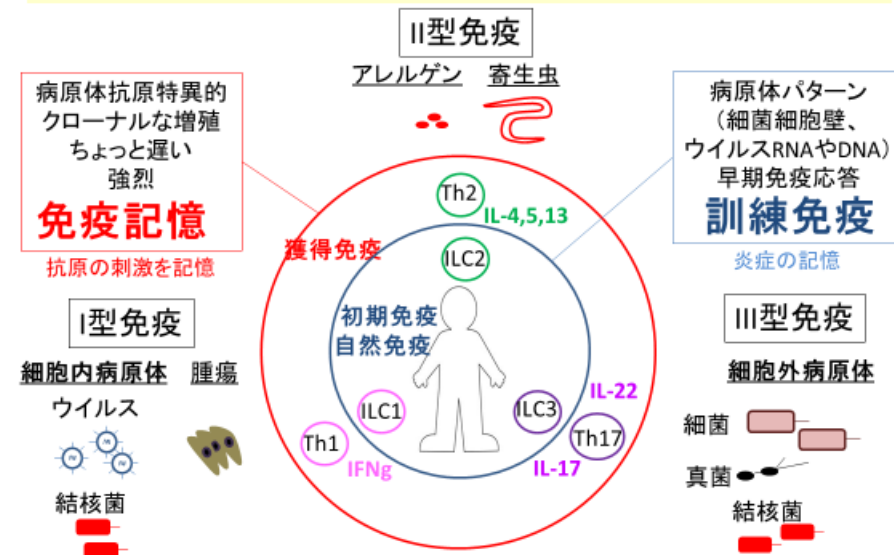 II型免疫
アレルゲン 寄生虫
病原体抗原特異的
クローナルな増殖
ちょっと遅い
強烈
免疫記憶
抗原の刺激を記憶
病原体パターン
（細菌細胞壁、
ウイルスRNAやDNA）
早期免疫応答
訓練免疫
炎症の記憶
Th2
IL-4,5,13
獲得免疫
ILC2
初期免疫
自然免疫
ILC1
Th1
IFNg
ILC3
IL-22
Th17
IL-17
I型免疫
細胞内病原体 腫瘍
ウイルス
結核菌
III型免疫
細胞外病原体
細菌
真菌
結核菌